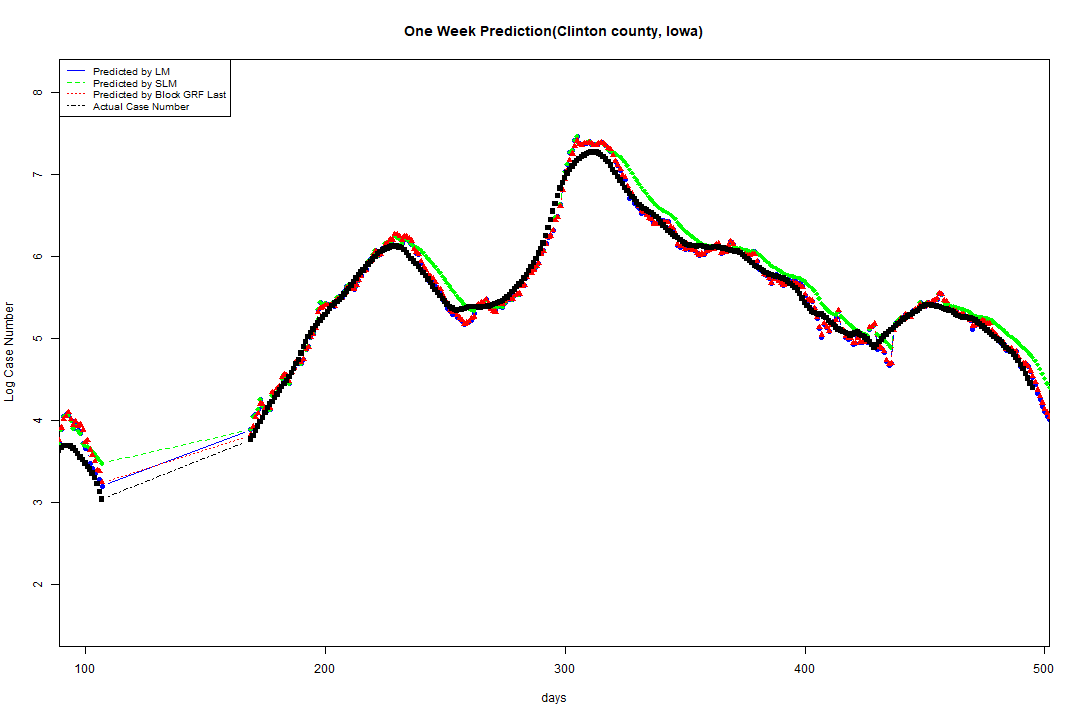 One Week Prediction(Clinton county, Iowa)
Predicted by LM
Predicted by SLM
Predicted by Block GRF Last
Actual Case Number
8
7
6
5
4
3
2
Log Case Number
100 200 300 400 500
days